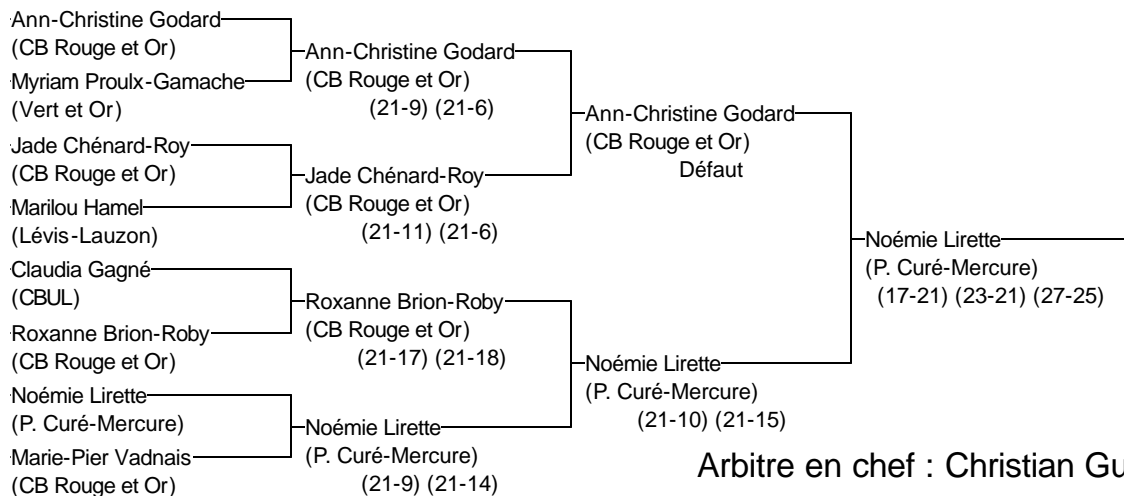 Ann-Christine Godard
(CB Rouge et Or)
Myriam Proulx-Gamache
(Vert et Or)
Jade Chénard-Roy
(CB Rouge et Or)
Marilou Hamel
(Lévis-Lauzon)
Claudia Gagné
(CBUL)
Roxanne Brion-Roby
(CB Rouge et Or)
Noémie Lirette
(P. Curé-Mercure)
Marie-Pier Vadnais
(CB Rouge et Or)
Ann-Christine Godard
(CB Rouge et Or)
(21-9) (21-6)
Jade Chénard-Roy
(CB Rouge et Or)
(21-11) (21-6)
Roxanne Brion-Roby
(CB Rouge et Or)
(21-17) (21-18)
Noémie Lirette
(P. Curé-Mercure)
(21-9) (21-14)
Ann-Christine Godard
(CB Rouge et Or)
Défaut
Noémie Lirette
(P. Curé-Mercure)
(21-10) (21-15)
Noémie Lirette
(P. Curé-Mercure)
(17-21) (23-21) (27-25)
Arbitre en chef : Christian